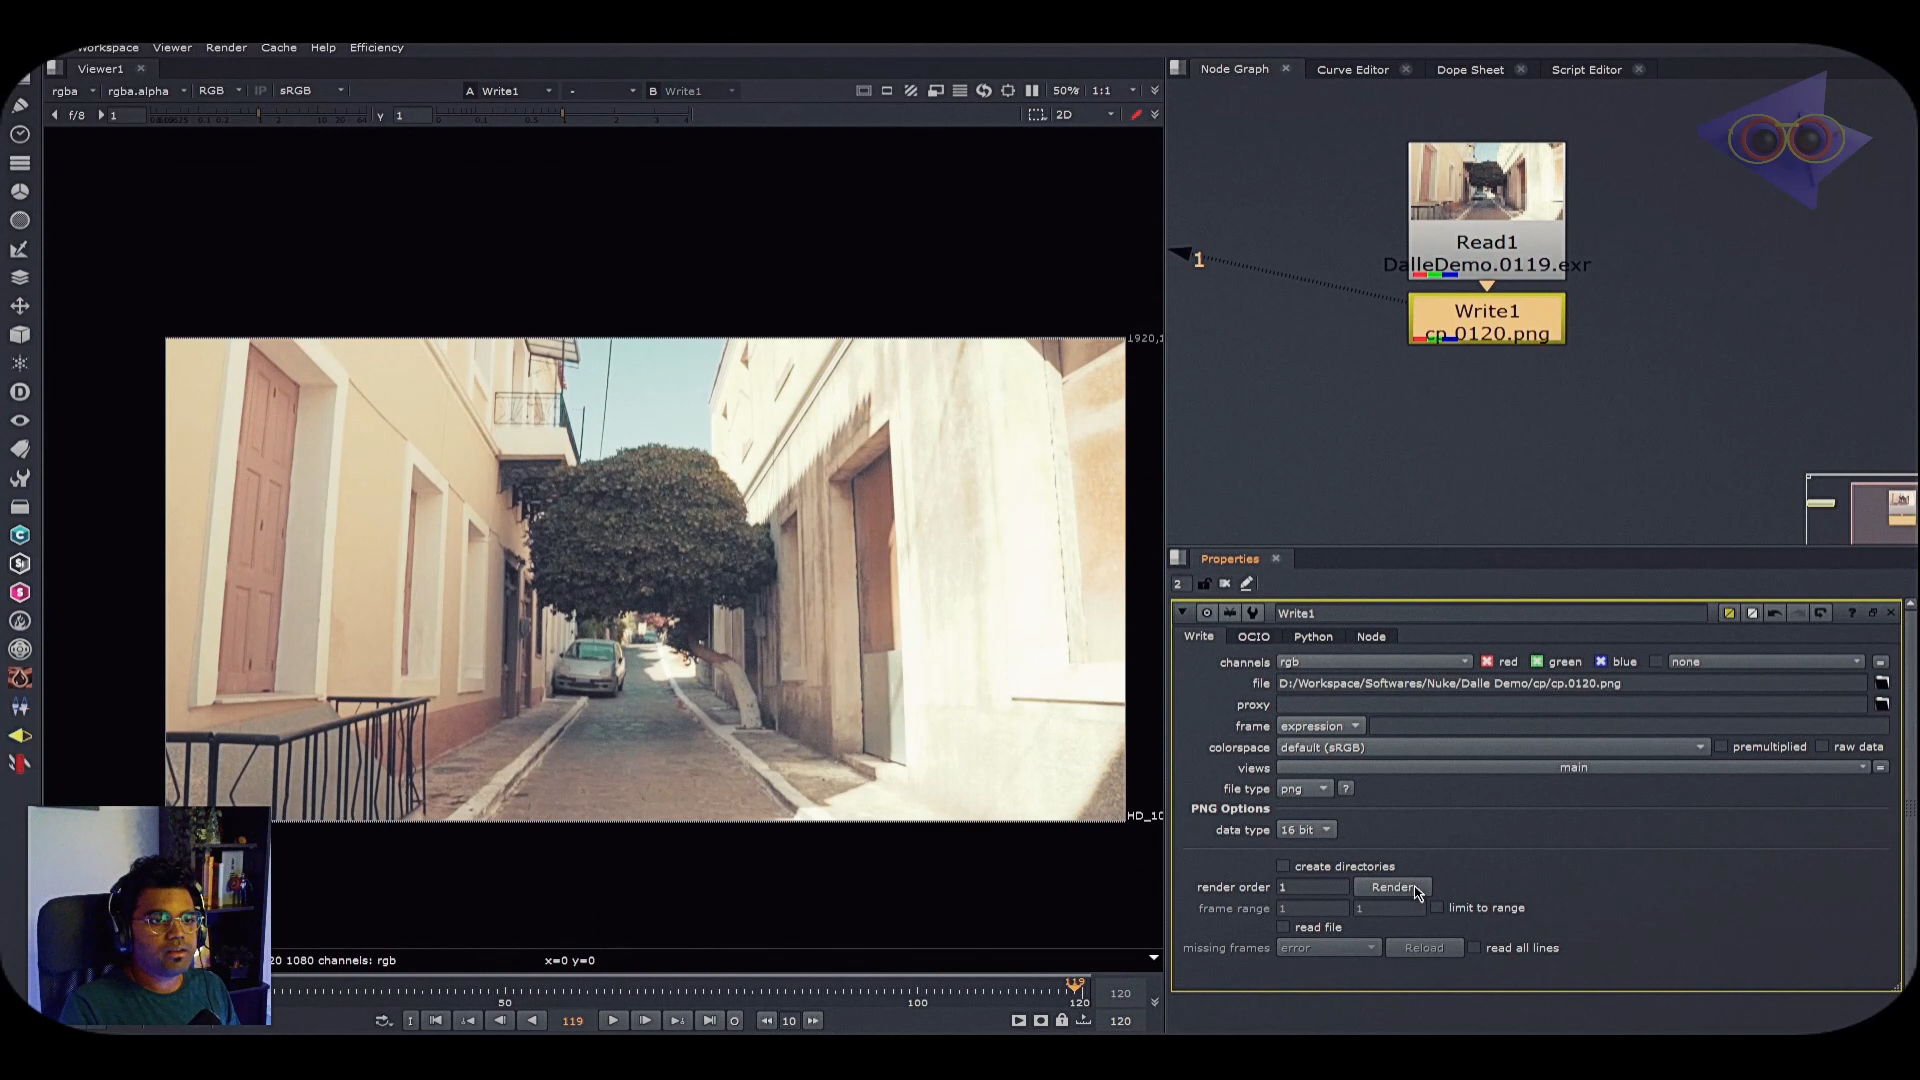 Workspace Viewer Render Cache Help Efficiency
Viewer1
Node Graph Curve Editor Dope Sheet Script Editor
rgba rgba.alpha RGB IP sRGB A Write1 - B Write1 50% 1:1
f/8 1 y 1 2D
Read1
DalleDemo.0119.exr
1
Write1
cp_0120.png
1920,1
HD_10
Properties
2
Write1
Write OCIO Python Node
channels rgb red green blue none
file D:/Workspace/Softwares/Nuke/Dalle Demo/cp/cp.0120.png
proxy
frame expression
colorspace default (sRGB) premultiplied raw data
views main
file type png ?
PNG Options
data type 16 bit
create directories
render order 1 Render
frame range 1 1 limit to range
read file
missing frames error Reload read all lines
20 1080 channels: rgb x=0 y=0
119
50 100 120 120
119 10 120